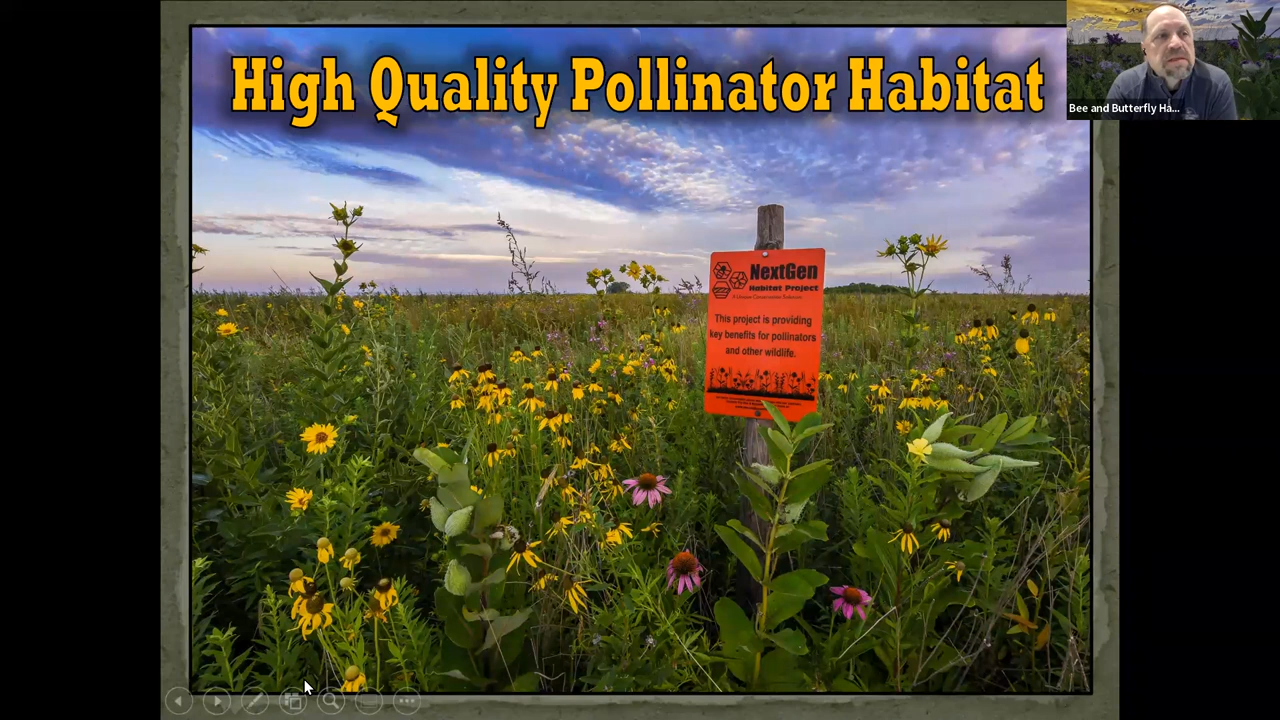 High Quality Pollinator Habitat
Bee and Butterfly Ha...
NextGen
Habitat Project
This project is providing
key benefits for pollinators
and other wildlife.